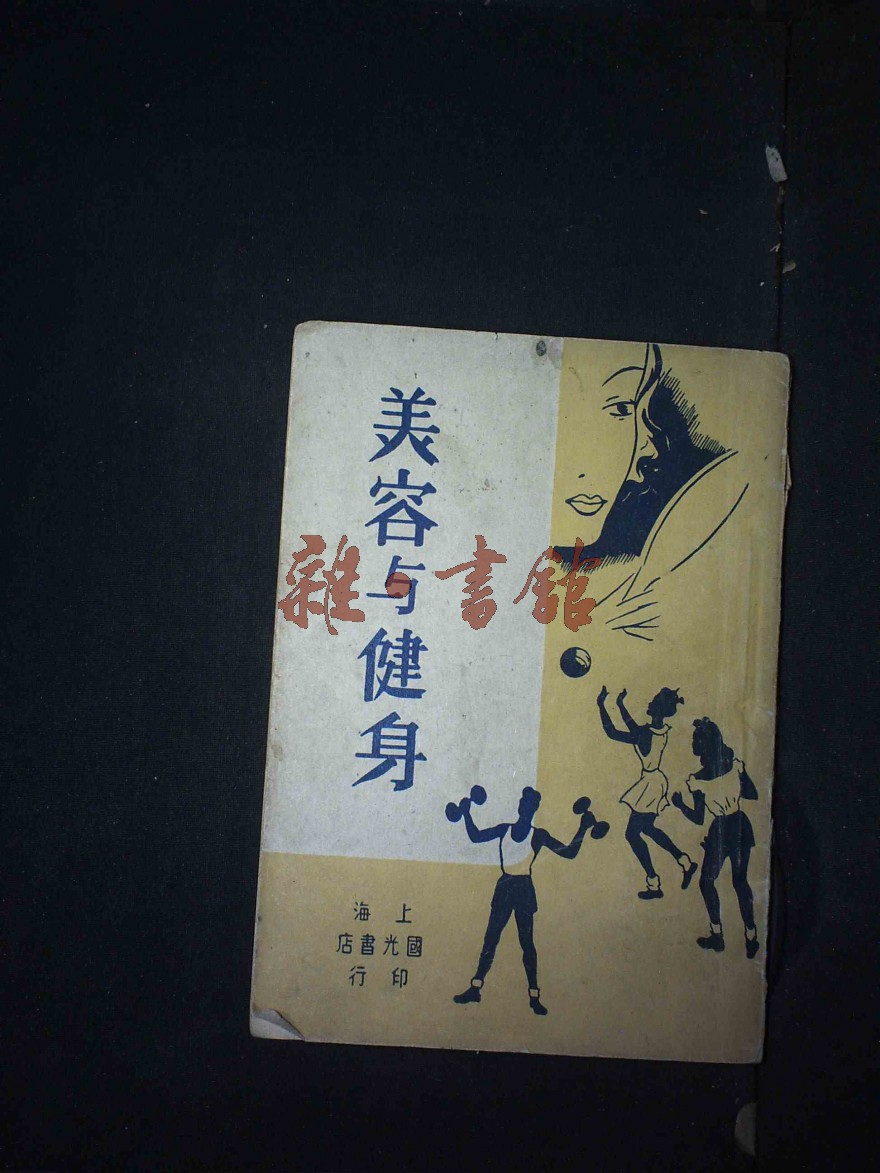 美容与健身
雜·書館
上海
國光書店
印行